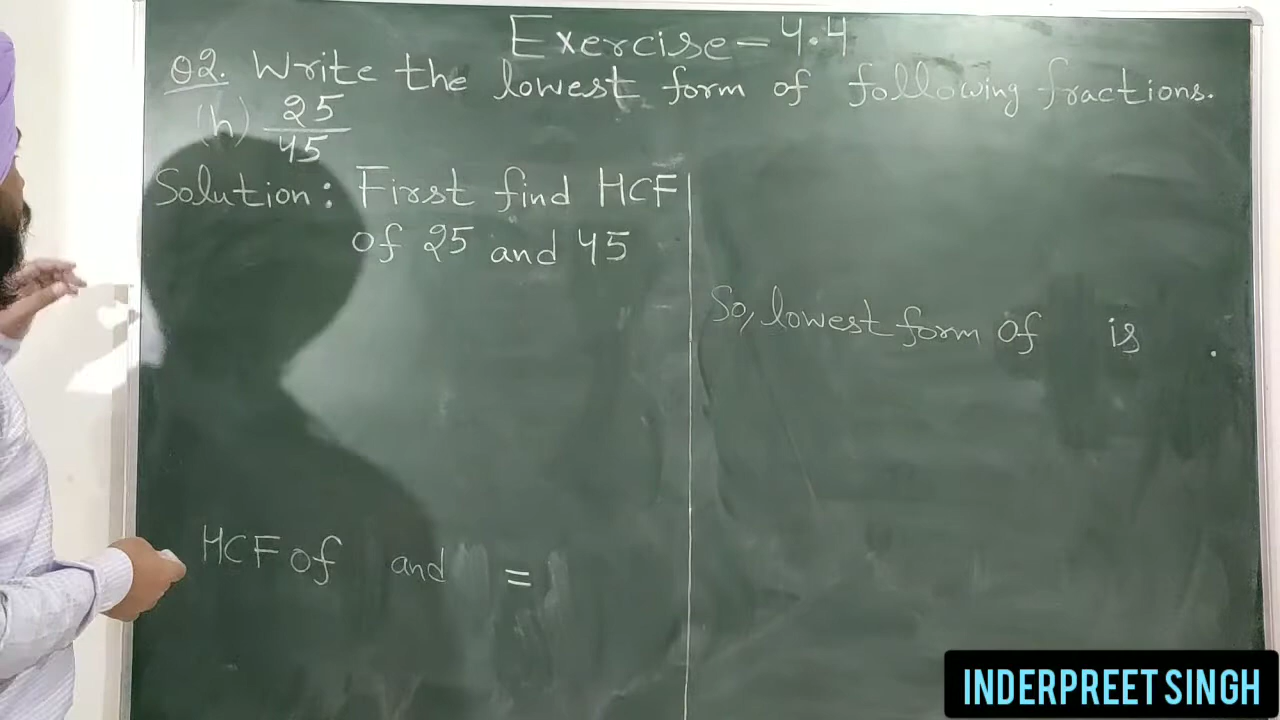 Exercise - 4.4
Q2. Write the lowest form of following fractions.
(h) 25/45
Solution: First find HCF
of 25 and 45
HCF of and =
So, lowest form of is .
INDERPREET SINGH